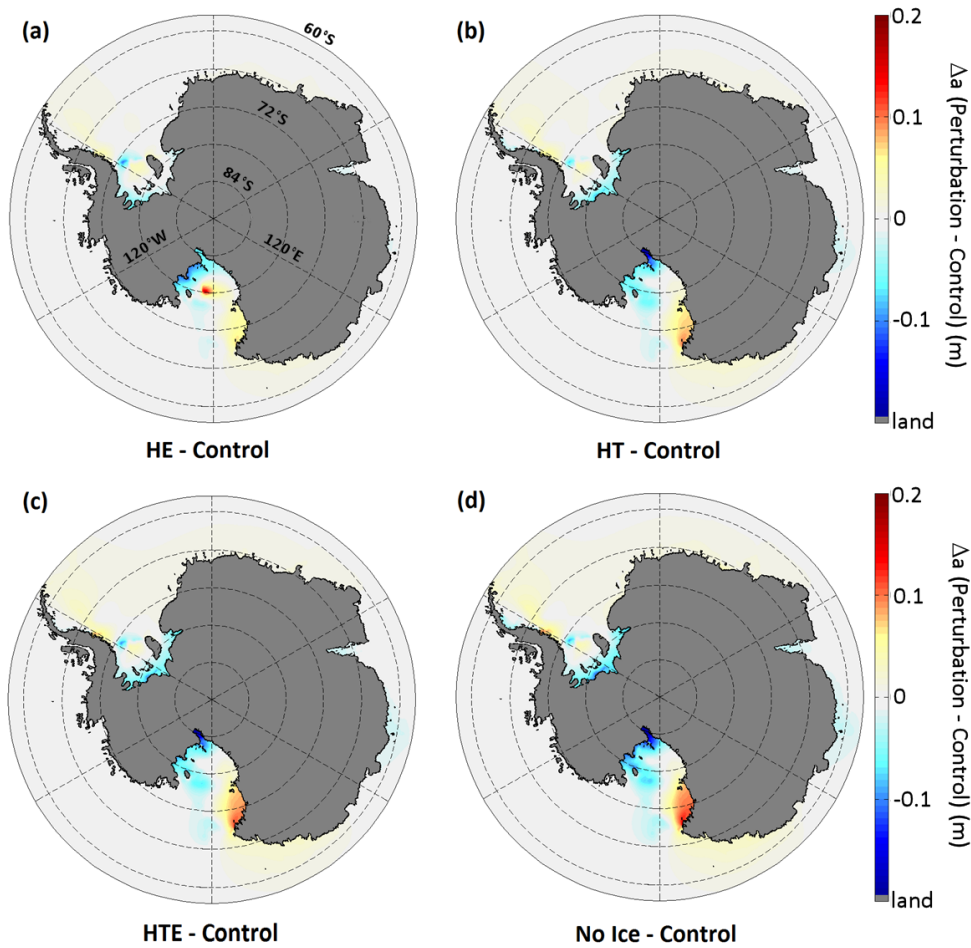 (a)
60°S
72°S
84°S
120°W
120°E
HE - Control
(b)
HT - Control
0.2
0.1
0
-0.1
land
Δa (Perturbation - Control) (m)
(c)
HTE - Control
(d)
No Ice - Control
0.2
0.1
0
-0.1
land
Δa (Perturbation - Control) (m)